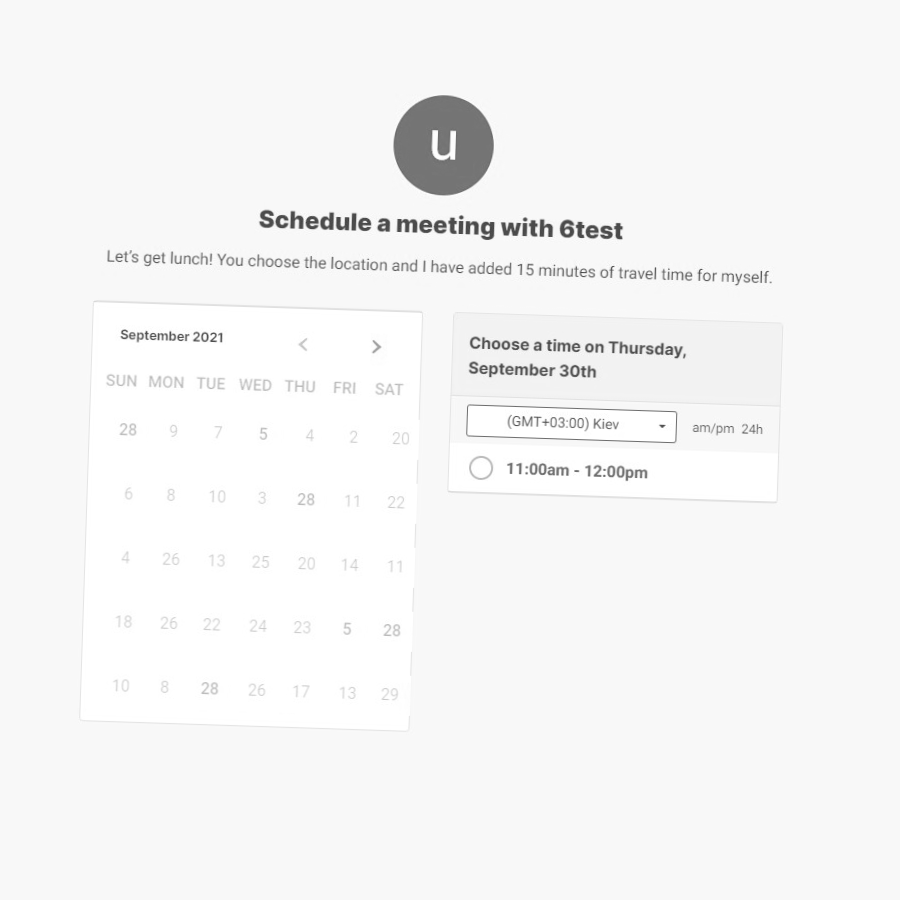 u
Schedule a meeting with 6test
Let's get lunch! You choose the location and I have added 15 minutes of travel time for myself.
September 2021
SUN MON TUE WED THU FRI SAT
28 9 7 5 4 2 20
6 8 10 3 28 11 22
4 26 13 25 20 14 11
18 26 22 24 23 5 28
10 8 28 26 17 13 29
Choose a time on Thursday,
September 30th
(GMT+03:00) Kiev am/pm 24h
11:00am - 12:00pm